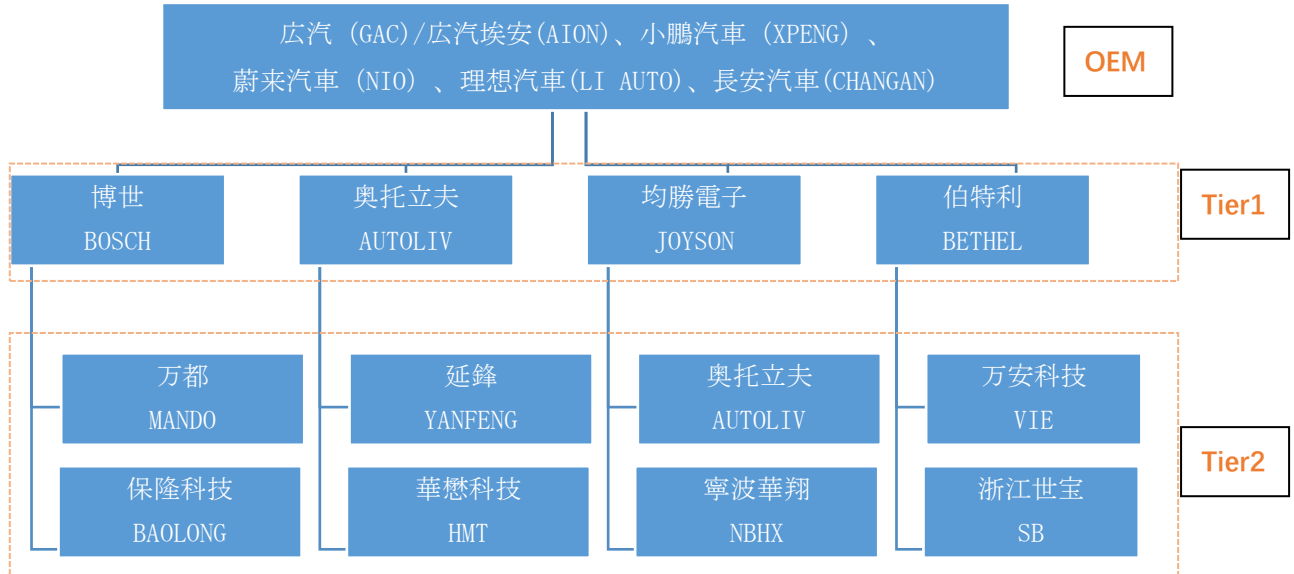 広汽 (GAC)/広汽埃安(AION)、小鵬汽車 (XPENG) 、
蔚来汽車 (NIO) 、理想汽車(LI AUTO)、長安汽車(CHANGAN)
OEM
博世
BOSCH
奥托立夫
AUTOLIV
均勝電子
JOYSON
伯特利
BETHEL
Tier1
万都
MANDO
延鋒
YANFENG
奥托立夫
AUTOLIV
万安科技
VIE
Tier2
保隆科技
BAOLONG
華懋科技
HMT
寧波華翔
NBHX
浙江世宝
SB